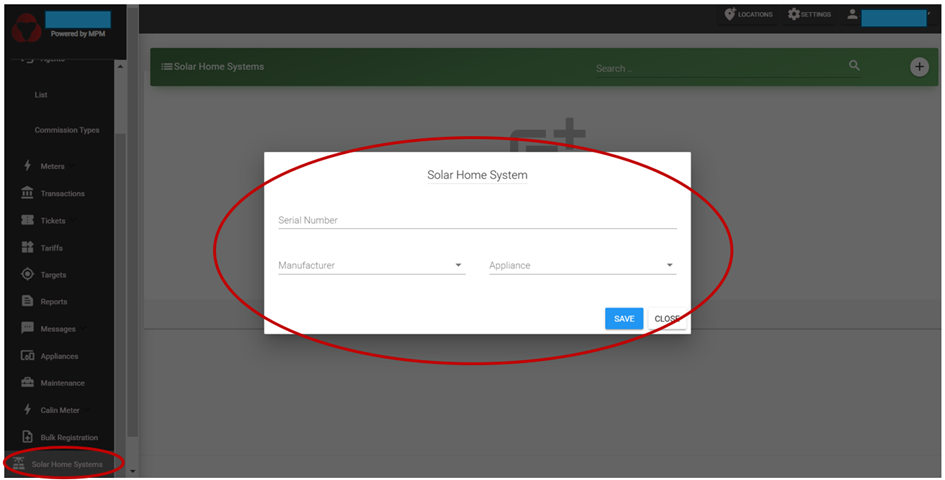 Powered by MPM
LOCATIONS
SETTINGS
Agents
List
Commission Types
Meters
Transactions
Tickets
Tariffs
Targets
Reports
Messages
Appliances
Maintenance
Calin Meter
Bulk Registration
Solar Home Systems
Solar Home Systems
Search ...
Solar Home System
Serial Number
Manufacturer
Appliance
SAVE
CLOSE